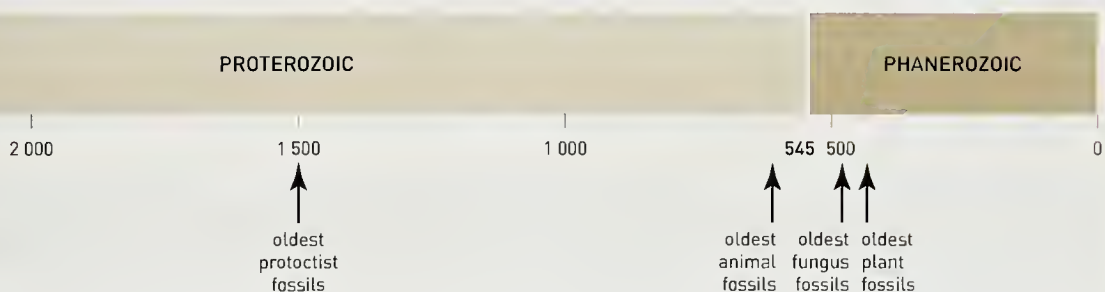 PROTEROZOIC
PHANEROZOIC
2 000
1 500
1 000
545
500
0
oldest
protoctist
fossils
oldest
animal
fossils
oldest
fungus
fossils
oldest
plant
fossils